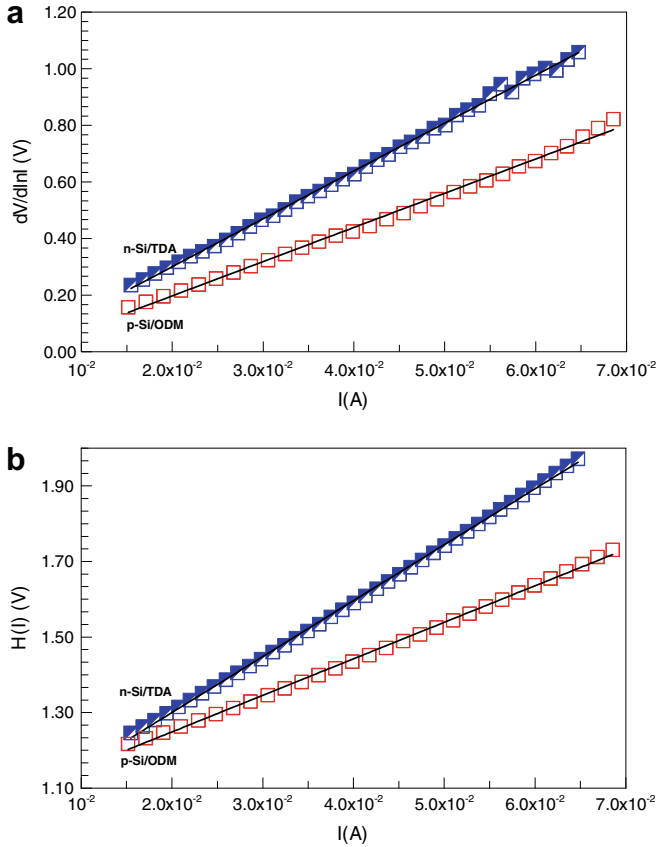 a
1.20
1.00
0.80
0.60
0.40
0.20
0.00
dV/dlnI (V)
n-Si/TDA
p-Si/ODM
10⁻² 2.0x10⁻² 3.0x10⁻² 4.0x10⁻² 5.0x10⁻² 6.0x10⁻² 7.0x10⁻²
I(A)
b
1.90
1.70
1.50
1.30
1.10
H(I) (V)
n-Si/TDA
p-Si/ODM
10⁻² 2.0x10⁻² 3.0x10⁻² 4.0x10⁻² 5.0x10⁻² 6.0x10⁻² 7.0x10⁻²
I(A)